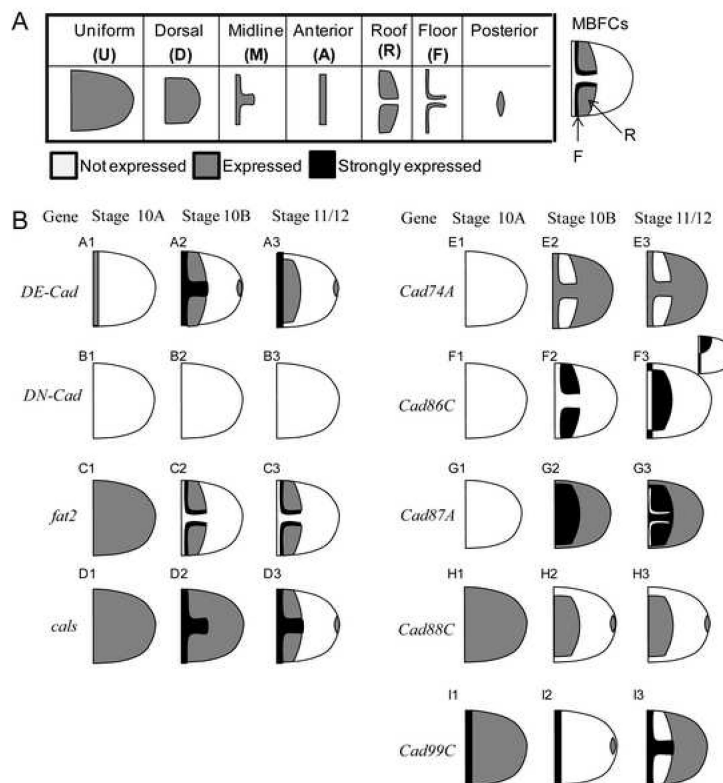 A
Uniform Dorsal Midline Anterior Roof Floor Posterior
(U) (D) (M) (A) (R) (F)
MBFCs
R
F
Not expressed Expressed Strongly expressed
B
Gene Stage 10A Stage 10B Stage 11/12
Gene Stage 10A Stage 10B Stage 11/12
A1 A2 A3
DE-Cad
E1 E2 E3
Cad74A
B1 B2 B3
DN-Cad
F1 F2 F3
Cad86C
C1 C2 C3
fat2
G1 G2 G3
Cad87A
D1 D2 D3
cals
H1 H2 H3
Cad88C
I1 I2 I3
Cad99C